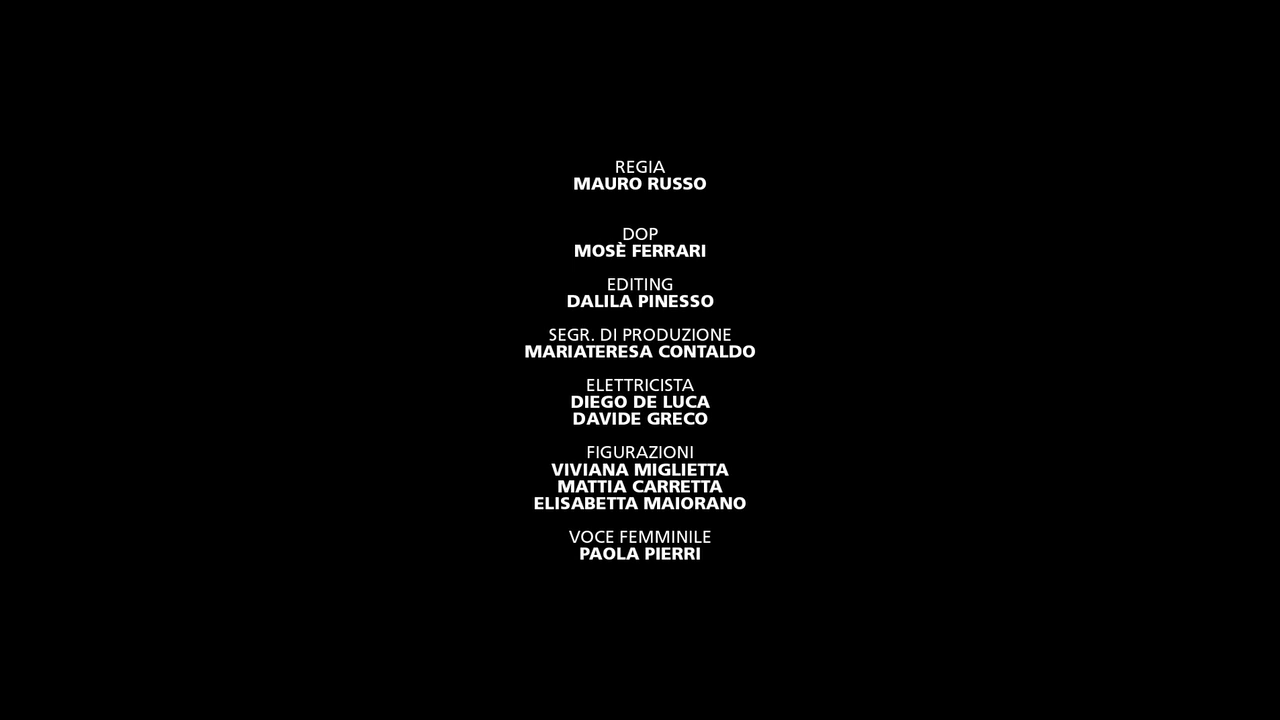 REGIA
MAURO RUSSO
DOP
MOSÈ FERRARI
EDITING
DALILA PINESSO
SEGR. DI PRODUZIONE
MARIATERESA CONTALDO
ELETTRICISTA
DIEGO DE LUCA
DAVIDE GRECO
FIGURAZIONI
VIVIANA MIGLIETTA
MATTIA CARRETTA
ELISABETTA MAIORANO
VOCE FEMMINILE
PAOLA PIERRI